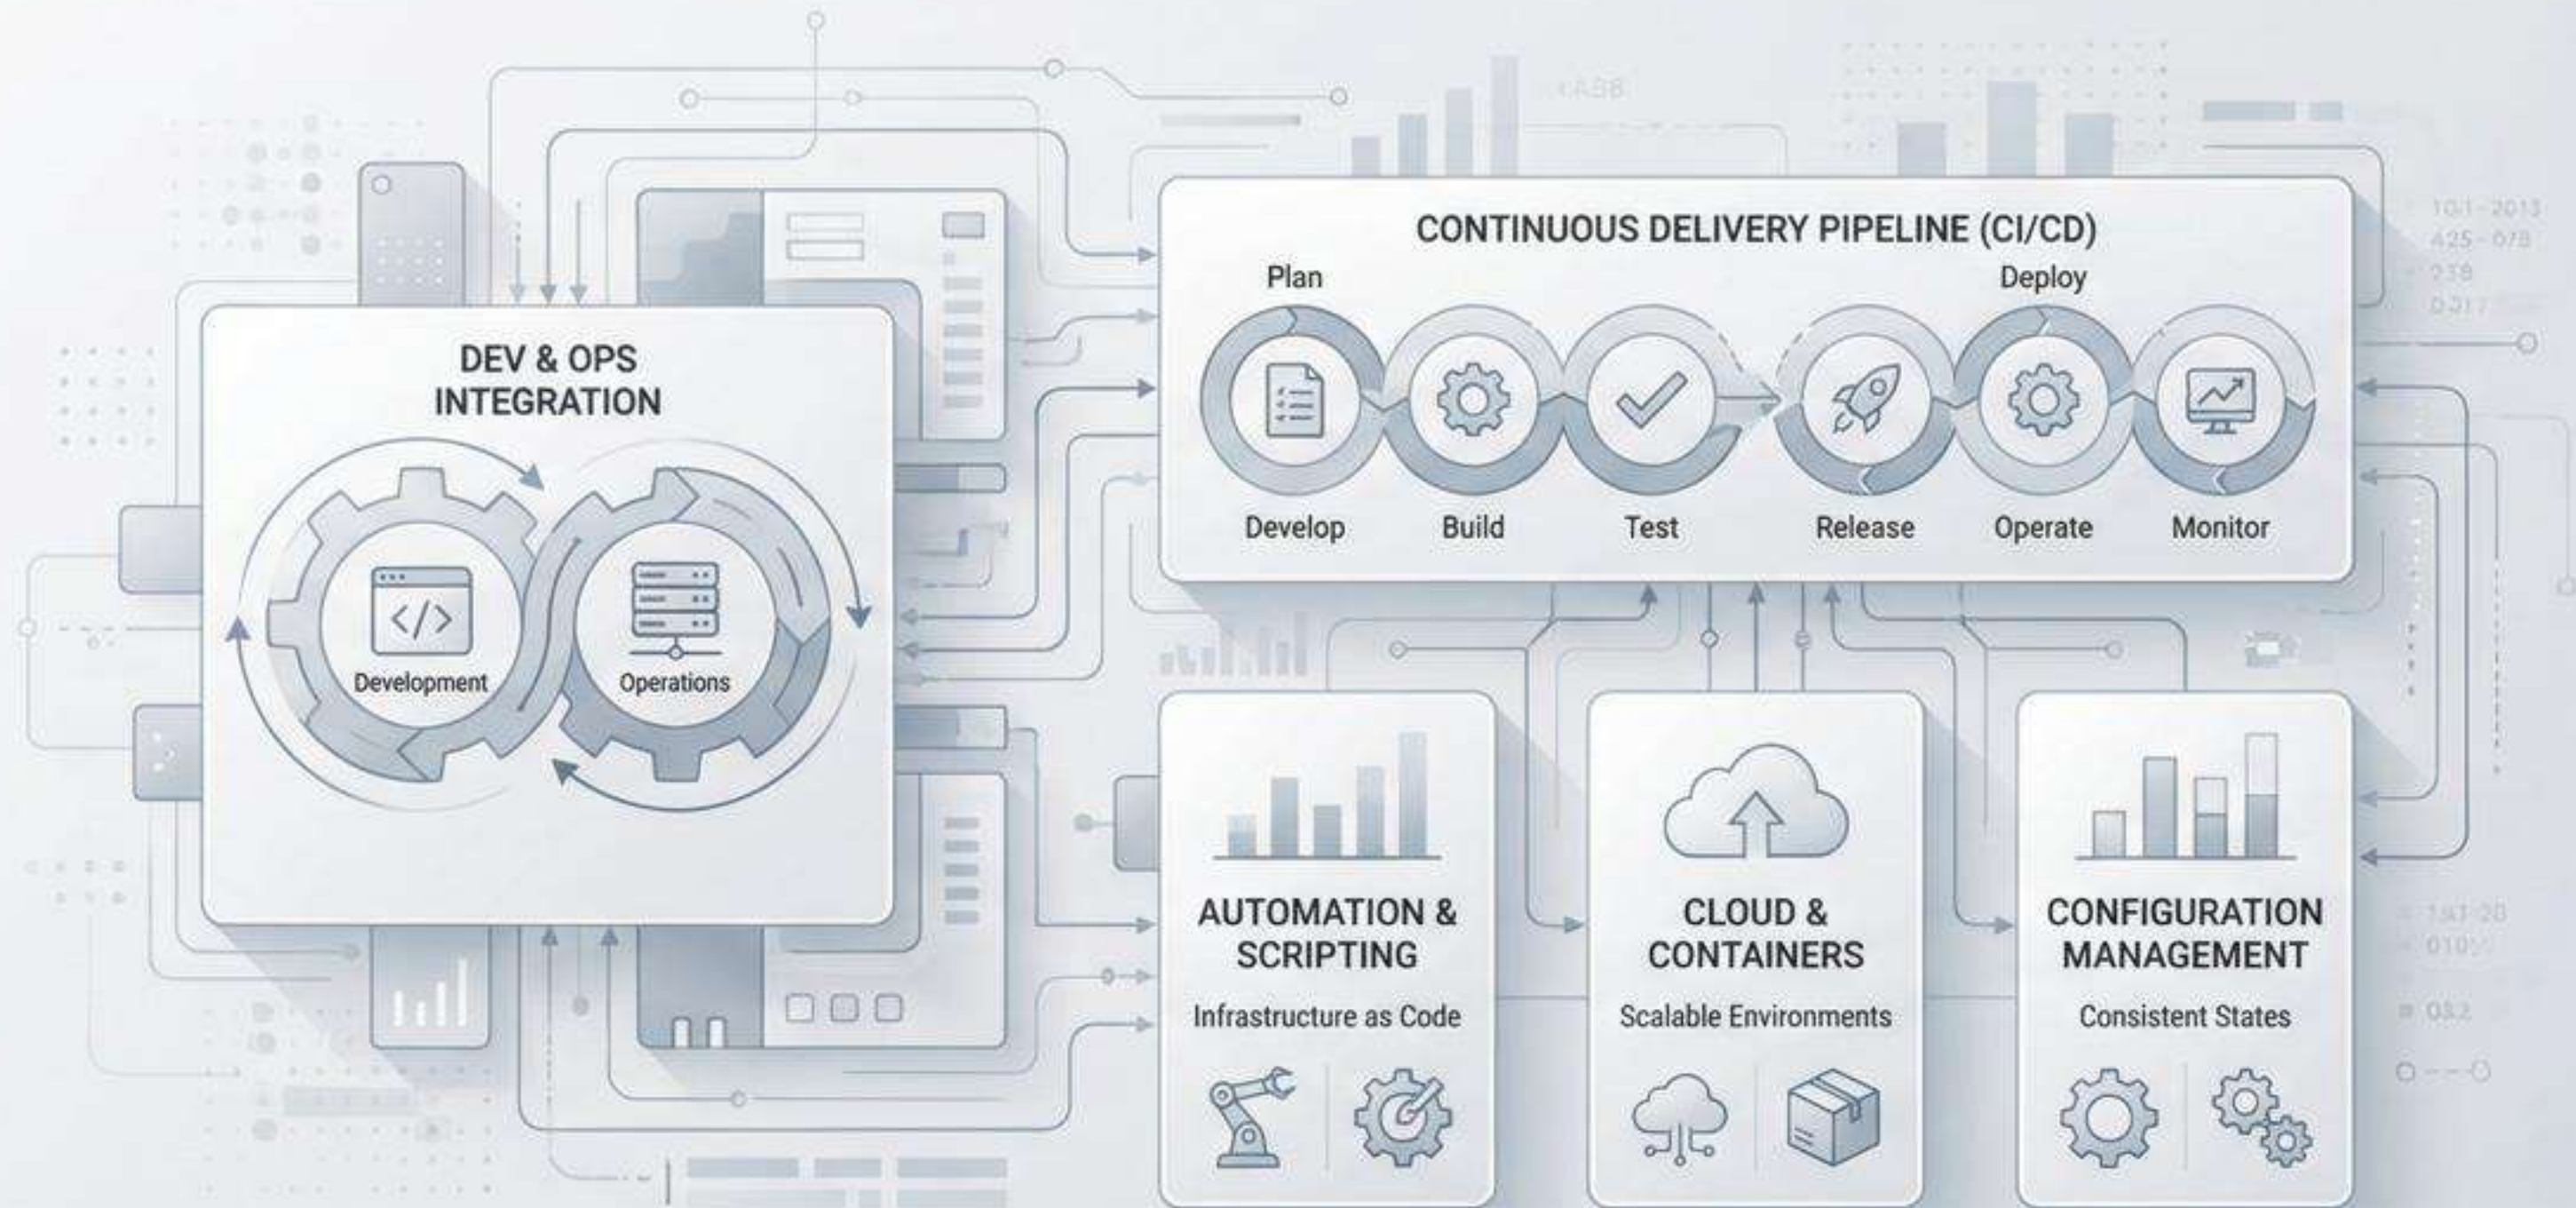 DEV & OPS
INTEGRATION
Development
Operations
CONTINUOUS DELIVERY PIPELINE (CI/CD)
Plan
Deploy
Develop
Build
Test
Release
Operate
Monitor
AUTOMATION &
SCRIPTING
Infrastructure as Code
CLOUD &
CONTAINERS
Scalable Environments
CONFIGURATION
MANAGEMENT
Consistent States